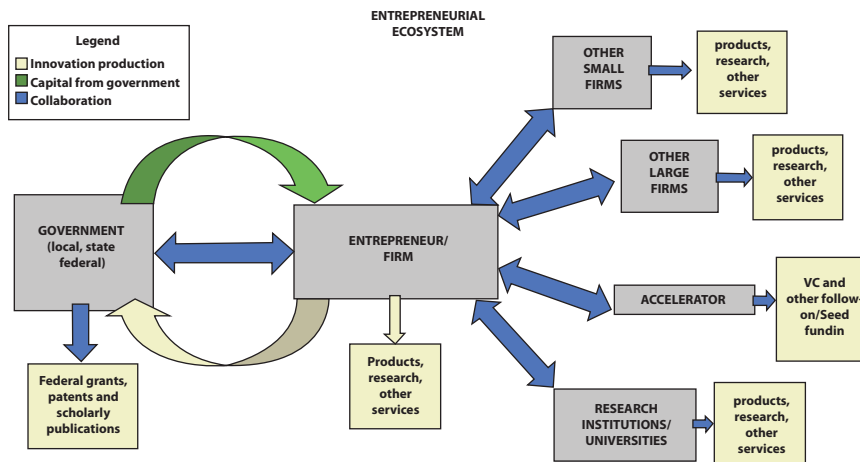 ENTREPRENEURIAL
ECOSYSTEM
Legend
Innovation production
Capital from government
Collaboration
GOVERNMENT
(local, state
federal)
Federal grants,
patents and
scholarly
publications
ENTREPRENEUR/
FIRM
Products,
research,
other
services
OTHER
SMALL
FIRMS
products,
research,
other
services
OTHER
LARGE
FIRMS
products,
research,
other
services
ACCELERATOR
VC and
other follow-
on/Seed
fundin
RESEARCH
INSTITUTIONS/
UNIVERSITIES
products,
research,
other
services